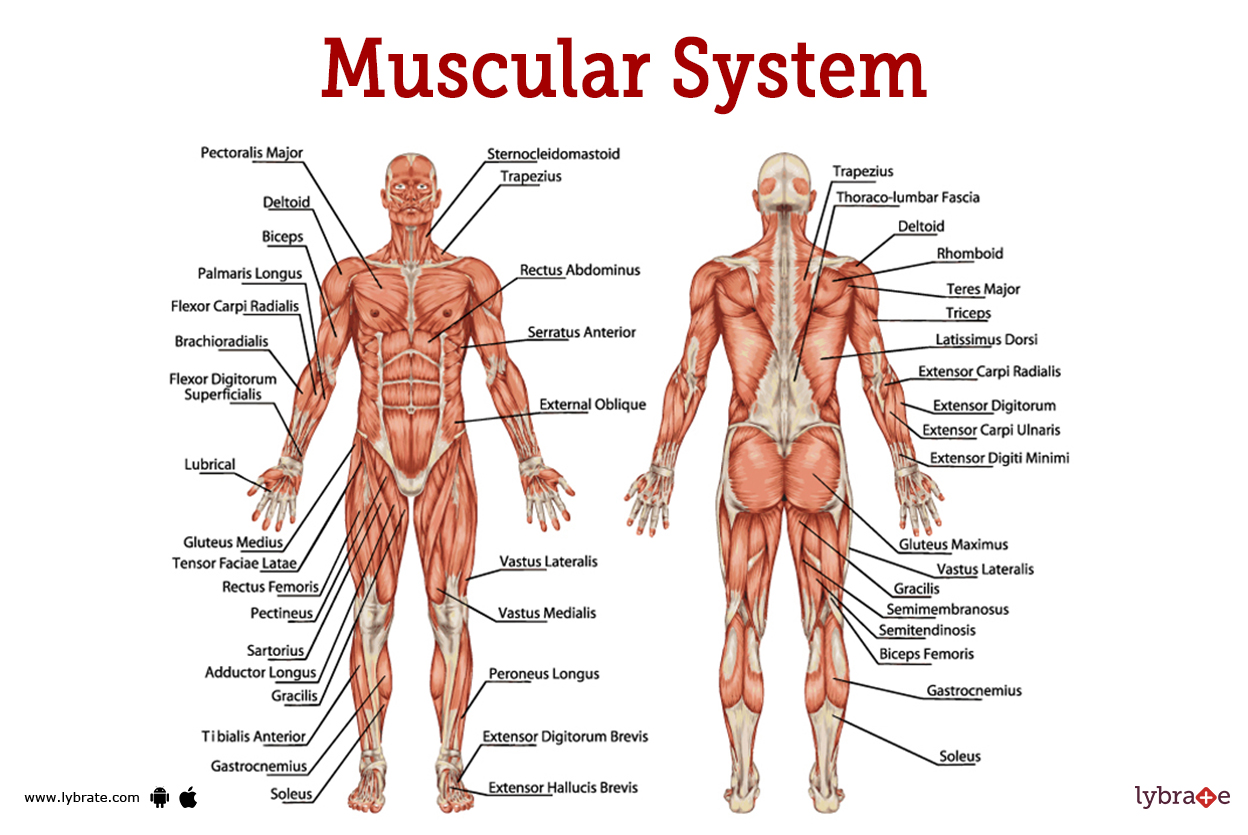 Muscular System
Pectoralis Major
Deltoid
Biceps
Palmaris Longus
Flexor Carpi Radialis
Brachioradialis
Flexor Digitorum
Superficialis
Lubrical
Gluteus Medius
Tensor Faciae Latae
Rectus Femoris
Pectineus
Sartorius
Adductor Longus
Gracilis
Tibialis Anterior
Gastrocnemius
Soleus
Sternocleidomastoid
Trapezius
Rectus Abdominus
Serratus Anterior
External Oblique
Vastus Lateralis
Vastus Medialis
Peroneus Longus
Extensor Digitorum Brevis
Extensor Hallucis Brevis
Trapezius
Thoraco-lumbar Fascia
Deltoid
Rhomboid
Teres Major
Triceps
Latissimus Dorsi
Extensor Carpi Radialis
Extensor Digitorum
Extensor Carpi Ulnaris
Extensor Digiti Minimi
Gluteus Maximus
Vastus Lateralis
Gracilis
Semimembranosus
Semitendinosis
Biceps Femoris
Gastrocnemius
Soleus
www.lybrate.com
lybrate